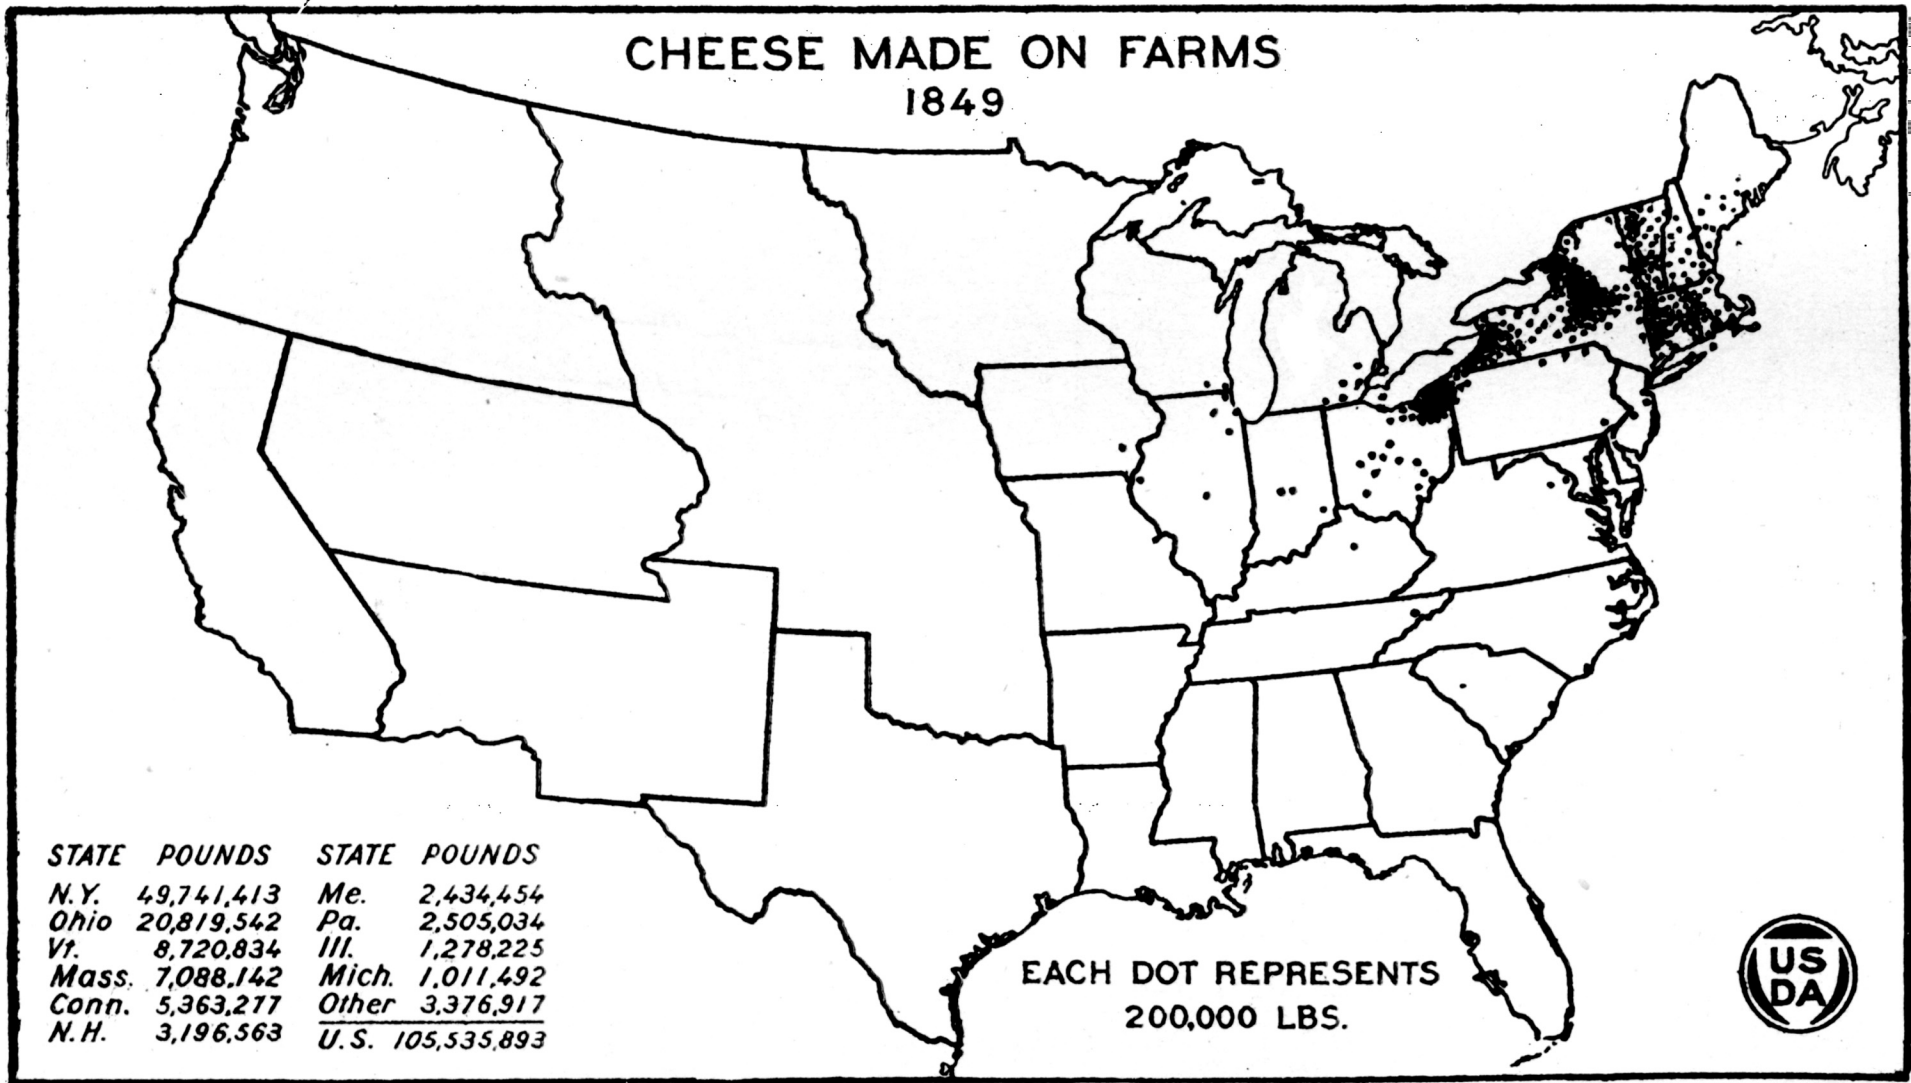 CHEESE MADE ON FARMS
1849
STATE POUNDS STATE POUNDS
N.Y. 49,741,413 Me. 2,434,454
Ohio 20,819,542 Pa. 2,505,034
Vt. 8,720,834 Ill. 1,278,225
Mass. 7,088,142 Mich. 1,011,492
Conn. 5,363,277 Other 3,376,917
N.H. 3,196,563 U.S. 105,535,893
EACH DOT REPRESENTS
200,000 LBS.
US
DA